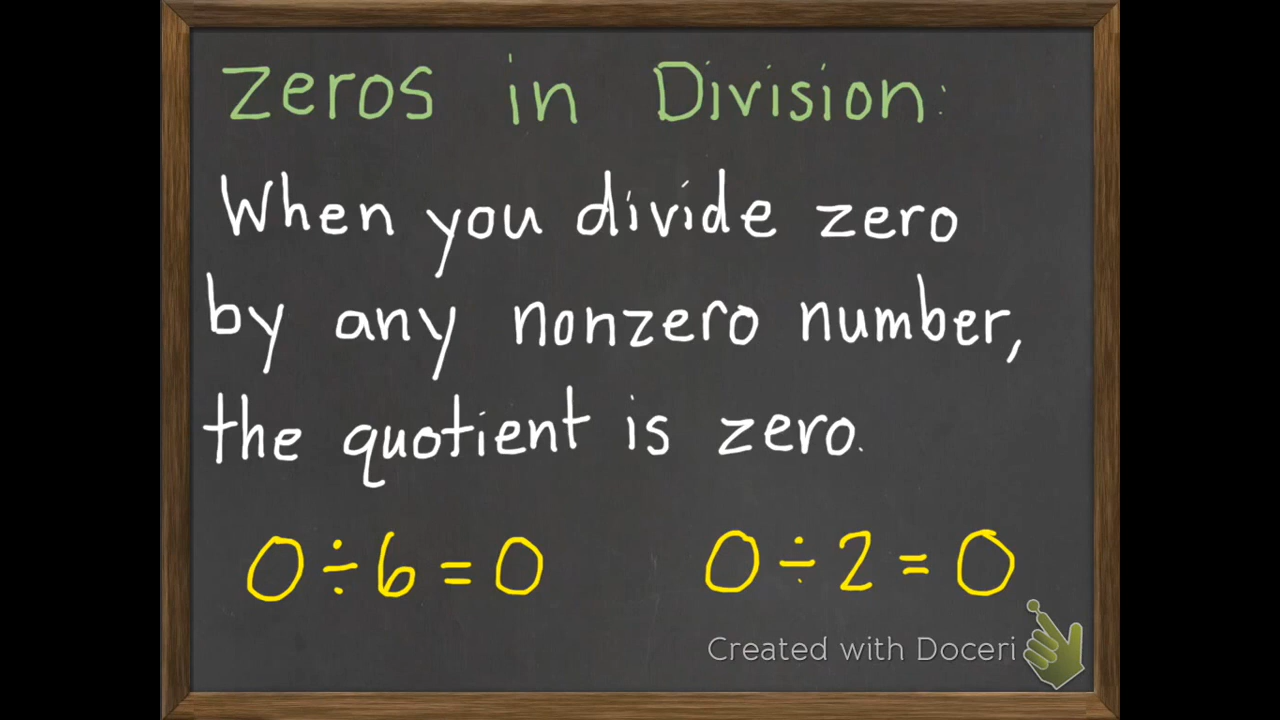 Zeros in Division:
When you divide zero
by any nonzero number,
the quotient is zero.
0÷6=0 0÷2=0
Created with Doceri